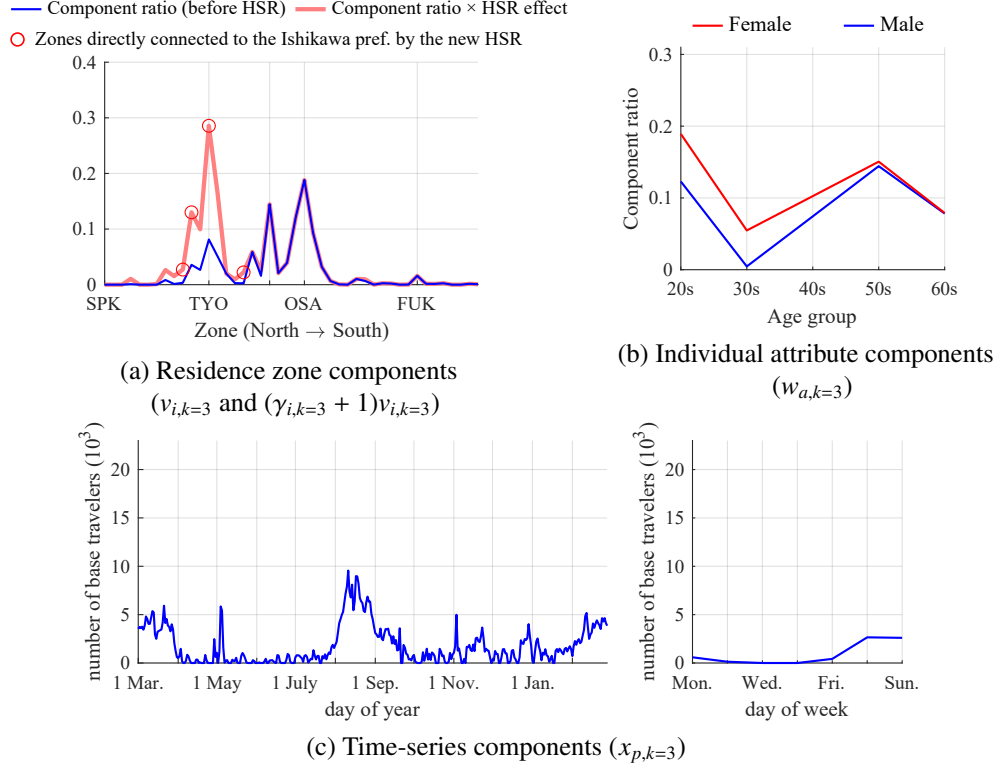 Component ratio (before HSR) Component ratio × HSR effect
Zones directly connected to the Ishikawa pref. by the new HSR
0.4
0.3
0.2
0.1
0
SPK TYO OSA FUK
Zone (North → South)
(a) Residence zone components
(v_{i,k=3} and (γ_{i,k=3} + 1)v_{i,k=3})
Female Male
Component ratio
0.3
0.2
0.1
0
20s 30s 40s 50s 60s
Age group
(b) Individual attribute components
(w_{a,k=3})
number of base travelers (10^3)
20
15
10
5
0
1 Mar. 1 May 1 July 1 Sep. 1 Nov. 1 Jan.
day of year
number of base travelers (10^3)
20
15
10
5
0
Mon. Wed. Fri. Sun.
day of week
(c) Time-series components (x_{p,k=3})